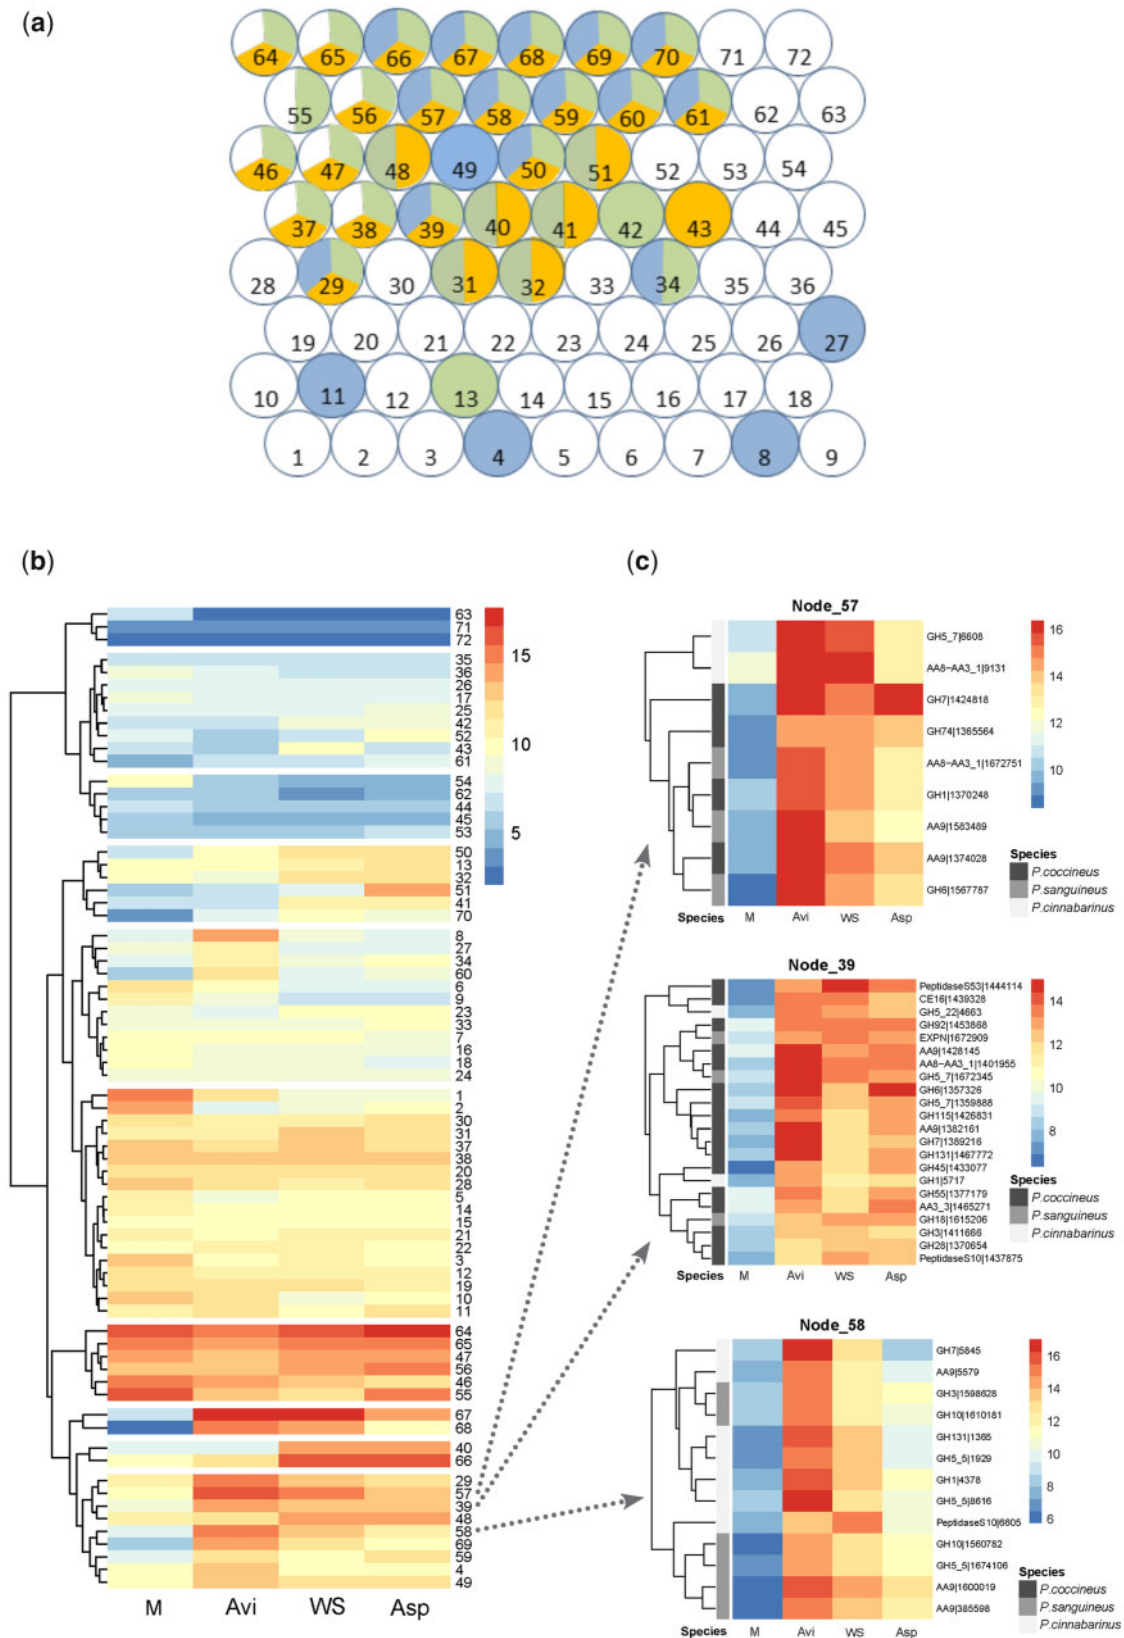 (a)
64 65 66 67 68 69 70 71 72
55 56 57 58 59 60 61 62 63
46 47 48 49 50 51 52 53 54
37 38 39 40 41 42 43 44 45
28 29 30 31 32 33 34 35 36
19 20 21 22 23 24 25 26 27
10 11 12 13 14 15 16 17 18
1 2 3 4 5 6 7 8 9
(b)
63
71
72
35
36
26
17
25
42
52
43
61
54
62
44
45
53
50
13
32
51
41
70
8
27
34
60
6
9
23
33
7
16
18
24
1
2
30
31
37
38
20
28
5
14
15
21
22
3
12
19
10
11
64
65
47
56
46
55
67
68
40
66
29
57
39
48
58
69
59
4
49
15
10
5
M Avi WS Asp
(c)
Node_57
GH5_7|6608
AA8-AA3_1|9131
GH7|1424818
GH74|1365564
AA8-AA3_1|1672751
GH1|1370248
AA9|1583489
AA9|1374028
GH6|1567787
16
14
12
10
Species
P.coccineus
P.sanguineus
P.cinnabarinus
Species M Avi WS Asp
Node_39
PeptidaseS53|1444114
CE16|1439328
GH5_22|4663
GH92|1453868
EXPN|1672909
AA9|1428145
AA8-AA3_1|1401955
GH5_7|1672345
GH6|1357326
GH5_7|1359888
GH115|1426831
AA9|1382161
GH7|1389216
GH131|1467772
GH45|1433077
GH1|5717
GH55|1377179
AA3_3|1465271
GH18|1615206
GH3|1411666
GH28|1370654
PeptidaseS10|1437875
14
12
10
8
Species
P.coccineus
P.sanguineus
P.cinnabarinus
Species M Avi WS Asp
Node_58
GH7|5845
AA9|5579
GH3|1598628
GH10|1610181
GH131|1365
GH5_5|1929
GH1|4378
GH5_5|8616
PeptidaseS10|6605
GH10|1560782
GH5_5|1674106
AA9|1600019
AA9|385598
16
14
12
10
8
6
Species
P.coccineus
P.sanguineus
P.cinnabarinus
Species M Avi WS Asp